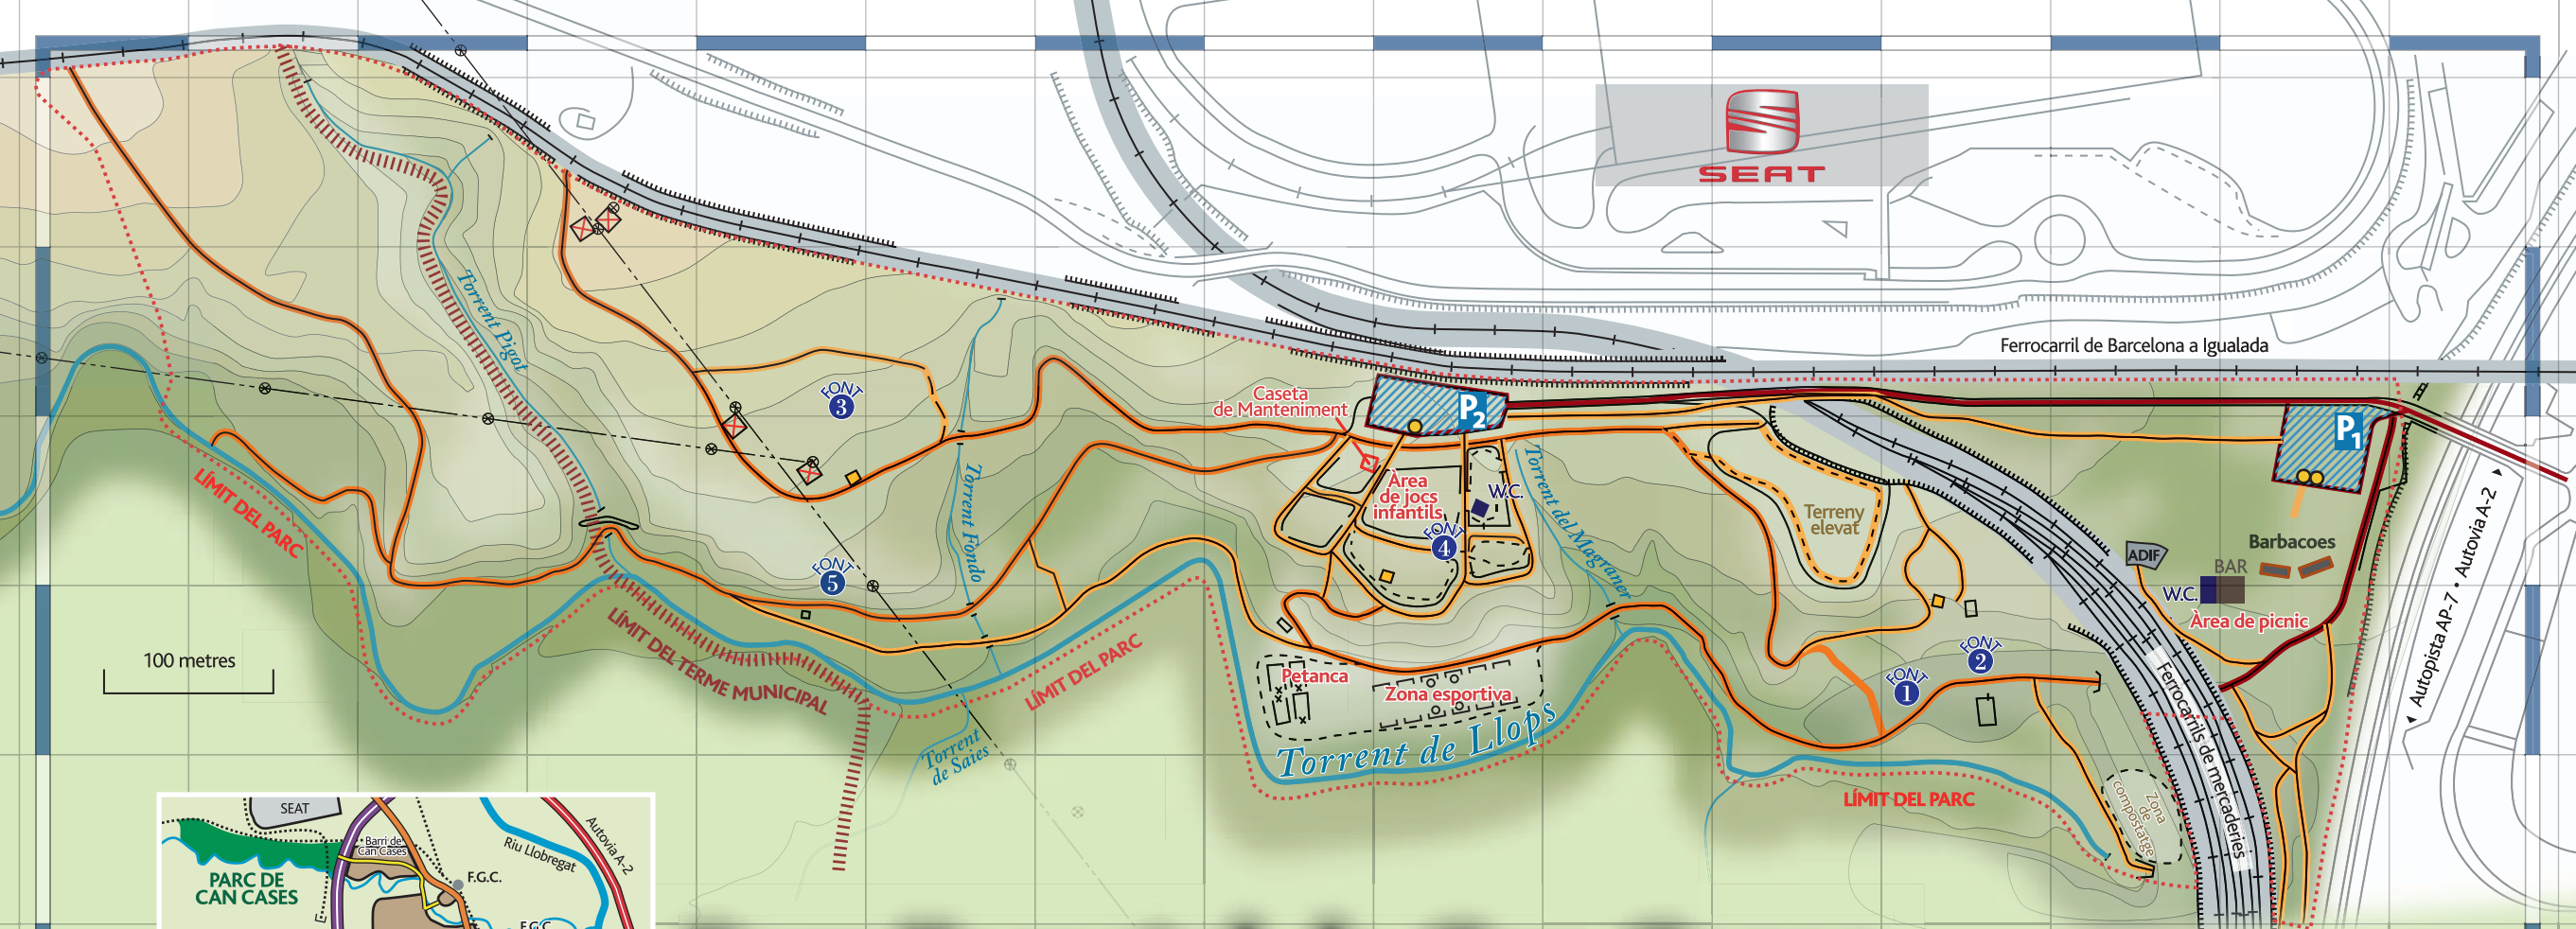 SEAT
Ferrocarril de Barcelona a Igualada
Torrent Pigot
FONT
3
Caseta
de Manteniment
P2
P1
Torrent Fondo
Àrea
de jocs
infantils
W.C.
FONT
4
Torrent del Magraner
Terreny
elevat
ADIF
Barbacoes
BAR
W.C.
Àrea de picnic
Autopista AP-7 • Autovia A-2
LÍMIT DEL PARC
FONT
5
LÍMIT DEL TERME MUNICIPAL
LÍMIT DEL PARC
100 metres
Petanca
Zona esportiva
Torrent de Llops
Torrent
de Saies
FONT
1
FONT
2
Ferrocarrils de mercaderies
LÍMIT DEL PARC
Zona
de
compostatge
SEAT
Barri de
Can Cases
Riu Llobregat
Autovia A-2
F.G.C.
PARC DE
CAN CASES
F.G.C.